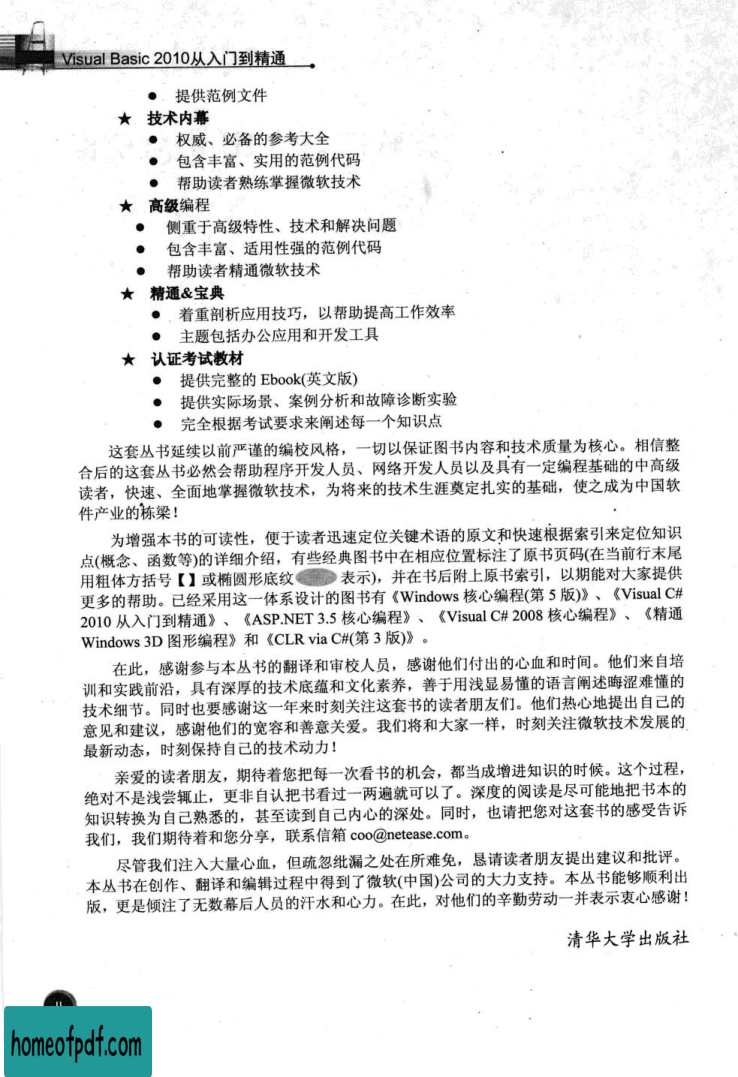 Visual Basic 2010从入门到精通
● 提供范例文件
★ 技术内幕
● 权威、必备的参考大全
● 包含丰富、实用的范例代码
● 帮助读者熟练掌握微软技术
★ 高级编程
● 侧重于高级特性、技术和解决问题
● 包含丰富、适用性强的范例代码
● 帮助读者精通微软技术
★ 精通&宝典
● 着重剖析应用技巧，以帮助提高工作效率
● 主题包括办公应用和开发工具
★ 认证考试教材
● 提供完整的 Ebook(英文版)
● 提供实际场景、案例分析和故障诊断实验
● 完全根据考试要求来阐述每一个知识点
这套丛书延续以前严谨的编校风格，一切以保证图书内容和技术质量为核心。相信整
合后的这套丛书必然会帮助程序开发人员、网络开发人员以及具有一定编程基础的中高级
读者，快速、全面地掌握微软技术，为将来的技术生涯奠定扎实的基础，使之成为中国软
件产业的栋梁！
为增强本书的可读性，便于读者迅速定位关键术语的原文和快速根据索引来定位知识
点(概念、函数等)的详细介绍，有些经典图书中在相应位置标注了原书页码(在当前行末尾
用粗体方括号【】或椭圆形底纹 表示)，并在书后附上原书索引，以期能对大家提供
更多的帮助。已经采用这一体系设计的图书有《Windows 核心编程(第 5 版)》、《Visual C#
2010 从入门到精通》、《ASP.NET 3.5 核心编程》、《Visual C# 2008 核心编程》、《精通
Windows 3D 图形编程》和《CLR via C#(第 3 版)》。
在此，感谢参与本丛书的翻译和审校人员，感谢他们付出的心血和时间。他们来自培
训和实践前沿，具有深厚的技术底蕴和文化素养，善于用浅显易懂的语言阐述晦涩难懂的
技术细节。同时也要感谢这一年来时刻关注这套书的读者朋友们。他们热心地提出自己的
意见和建议，感谢他们的宽容和善意关爱。我们将和大家一样，时刻关注微软技术发展的
最新动态，时刻保持自己的技术动力！
亲爱的读者朋友，期待着您把每一次看书的机会，都当成增进知识的时候。这个过程，
绝对不是浅尝辄止，更非自认把书看过一两遍就可以了。深度的阅读是尽可能地把书本的
知识转换为自己熟悉的，甚至读到自己内心的深处。同时，也请把您对这套书的感受告诉
我们，我们期待着和您分享，联系信箱 coo@netease.com。
尽管我们注入大量心血，但疏忽纰漏之处在所难免，恳请读者朋友提出建议和批评。
本丛书在创作、翻译和编辑过程中得到了微软(中国)公司的大力支持。本丛书能够顺利出
版，更是倾注了无数幕后人员的汗水和心力。在此，对他们的辛勤劳动一并表示衷心感谢！
清华大学出版社
II
homeofpdf.com